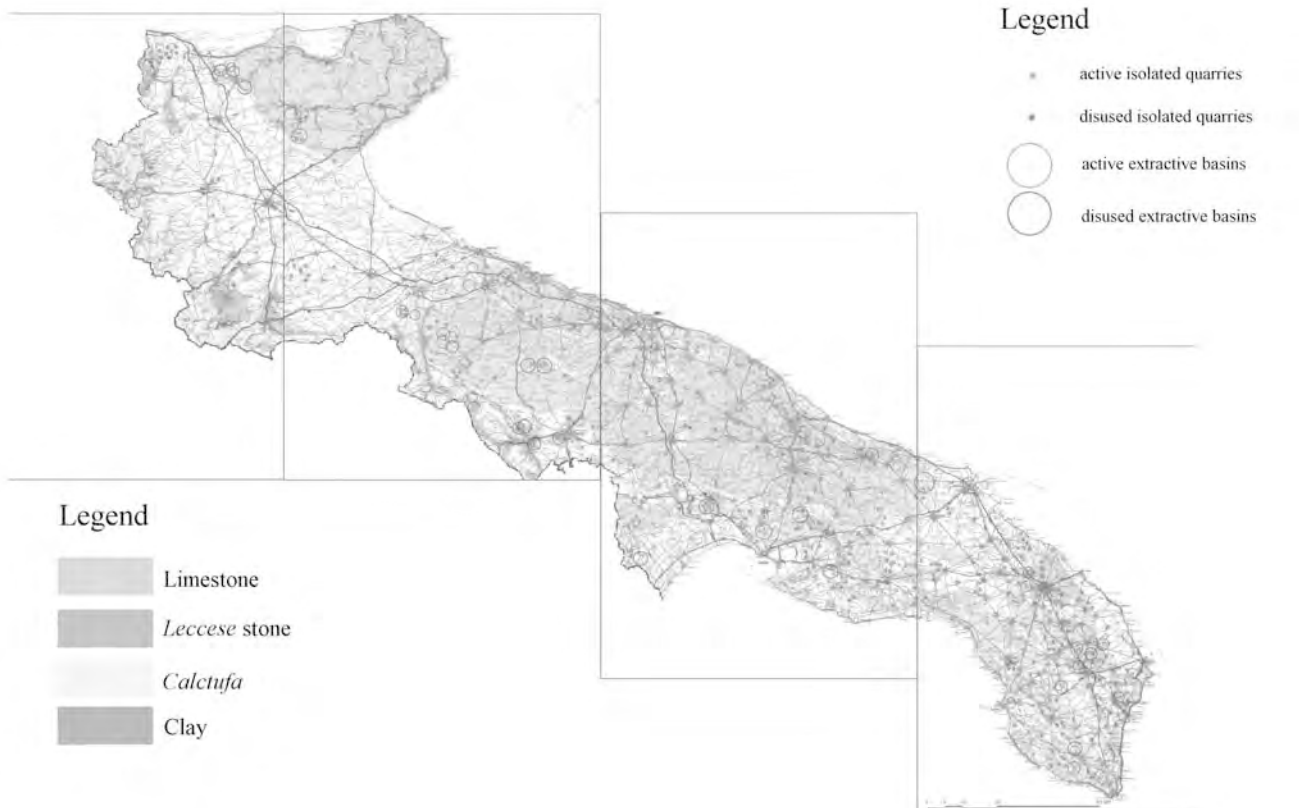 Legend
active isolated quarries
disused isolated quarries
active extractive basins
disused extractive basins
Legend
Limestone
Leccese stone
Calctufa
Clay